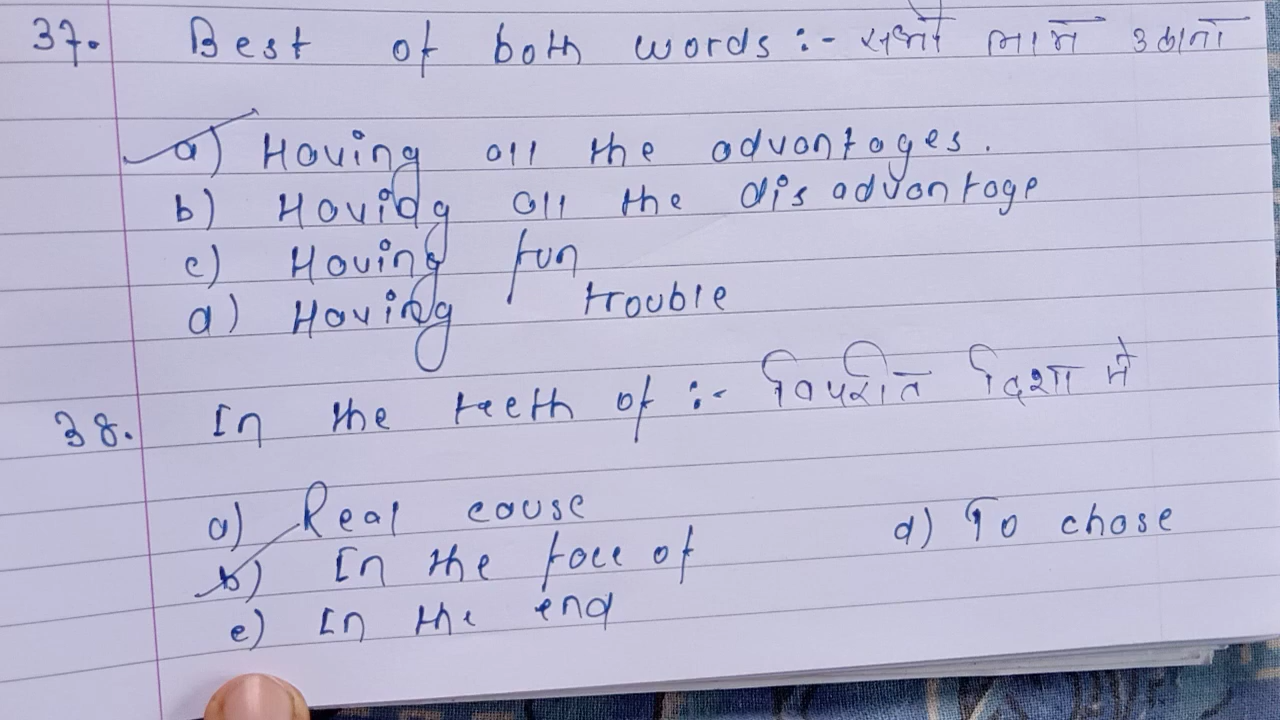 37. Best of both words :- सभी लाभ उठाना
a) Having all the advantages.
b) Having all the disadvantage
c) Having fun
d) Having trouble
38. In the teeth of :- विपरीत दिशा में
a) Real cause
b) In the face of
c) In the end
d) To chase